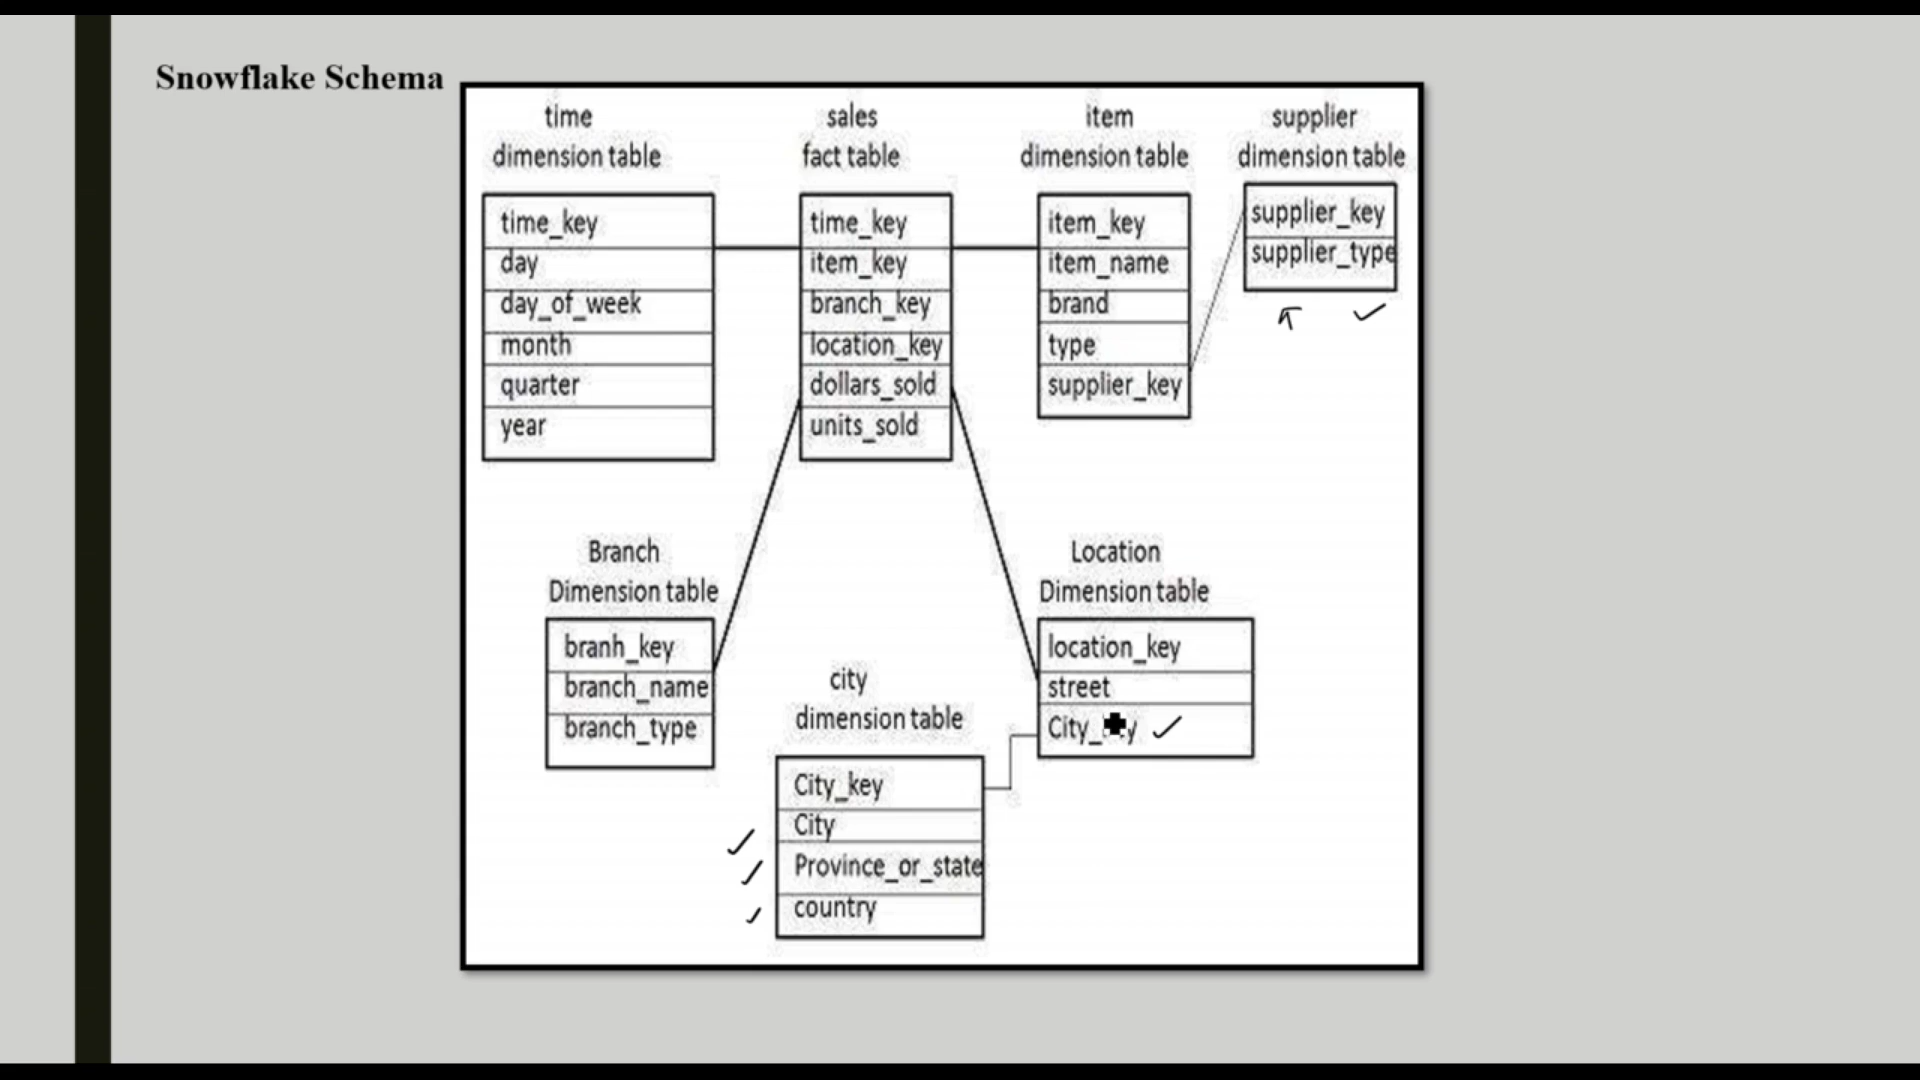 Snowflake Schema
time
dimension table
time_key
day
day_of_week
month
quarter
year
sales
fact table
time_key
item_key
branch_key
location_key
dollars_sold
units_sold
item
dimension table
item_key
item_name
brand
type
supplier_key
supplier
dimension table
supplier_key
supplier_type
Branch
Dimension table
branh_key
branch_name
branch_type
city
dimension table
City_key
City
Province_or_state
country
Location
Dimension table
location_key
street